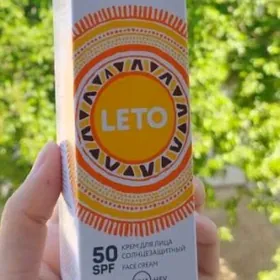 LETO
50
SPF
КРЕМ ДЛЯ ЛИЦА
СОЛНЦЕЗАЩИТНЫЙ
FACE CREAM